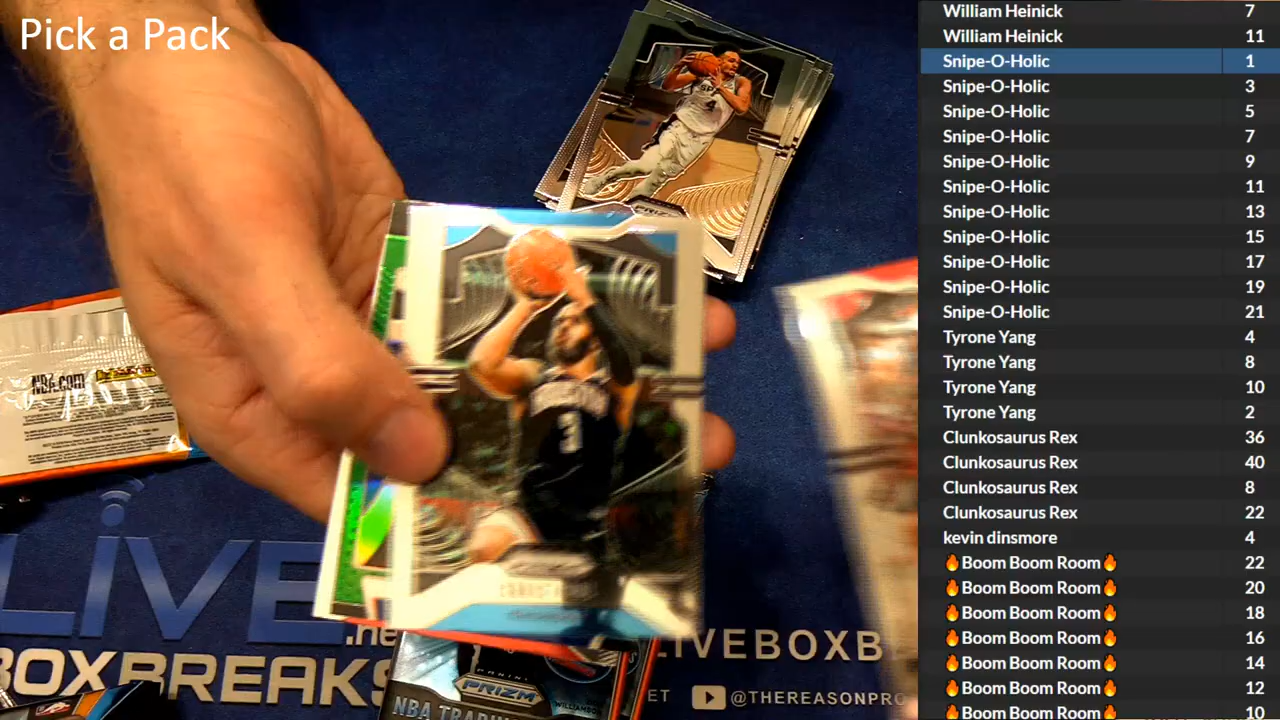 Pick a Pack
William Heinick 7
William Heinick 11
Snipe-O-Holic 1
Snipe-O-Holic 3
Snipe-O-Holic 5
Snipe-O-Holic 7
Snipe-O-Holic 9
Snipe-O-Holic 11
Snipe-O-Holic 13
Snipe-O-Holic 15
Snipe-O-Holic 17
Snipe-O-Holic 19
Snipe-O-Holic 21
Tyrone Yang 4
Tyrone Yang 8
Tyrone Yang 10
Tyrone Yang 2
Clunkosaurus Rex 36
Clunkosaurus Rex 40
Clunkosaurus Rex 8
Clunkosaurus Rex 22
kevin dinsmore 4
🔥Boom Boom Room🔥 22
🔥Boom Boom Room🔥 20
🔥Boom Boom Room🔥 18
🔥Boom Boom Room🔥 16
🔥Boom Boom Room🔥 14
🔥Boom Boom Room🔥 12
🔥Boom Boom Room🔥 10
4
3
NBA.COM
LIVE
.ne
BOXBREAKS
LIVEBOXB
ET @THEREASONPRO
PANINI
PRIZM
NBA